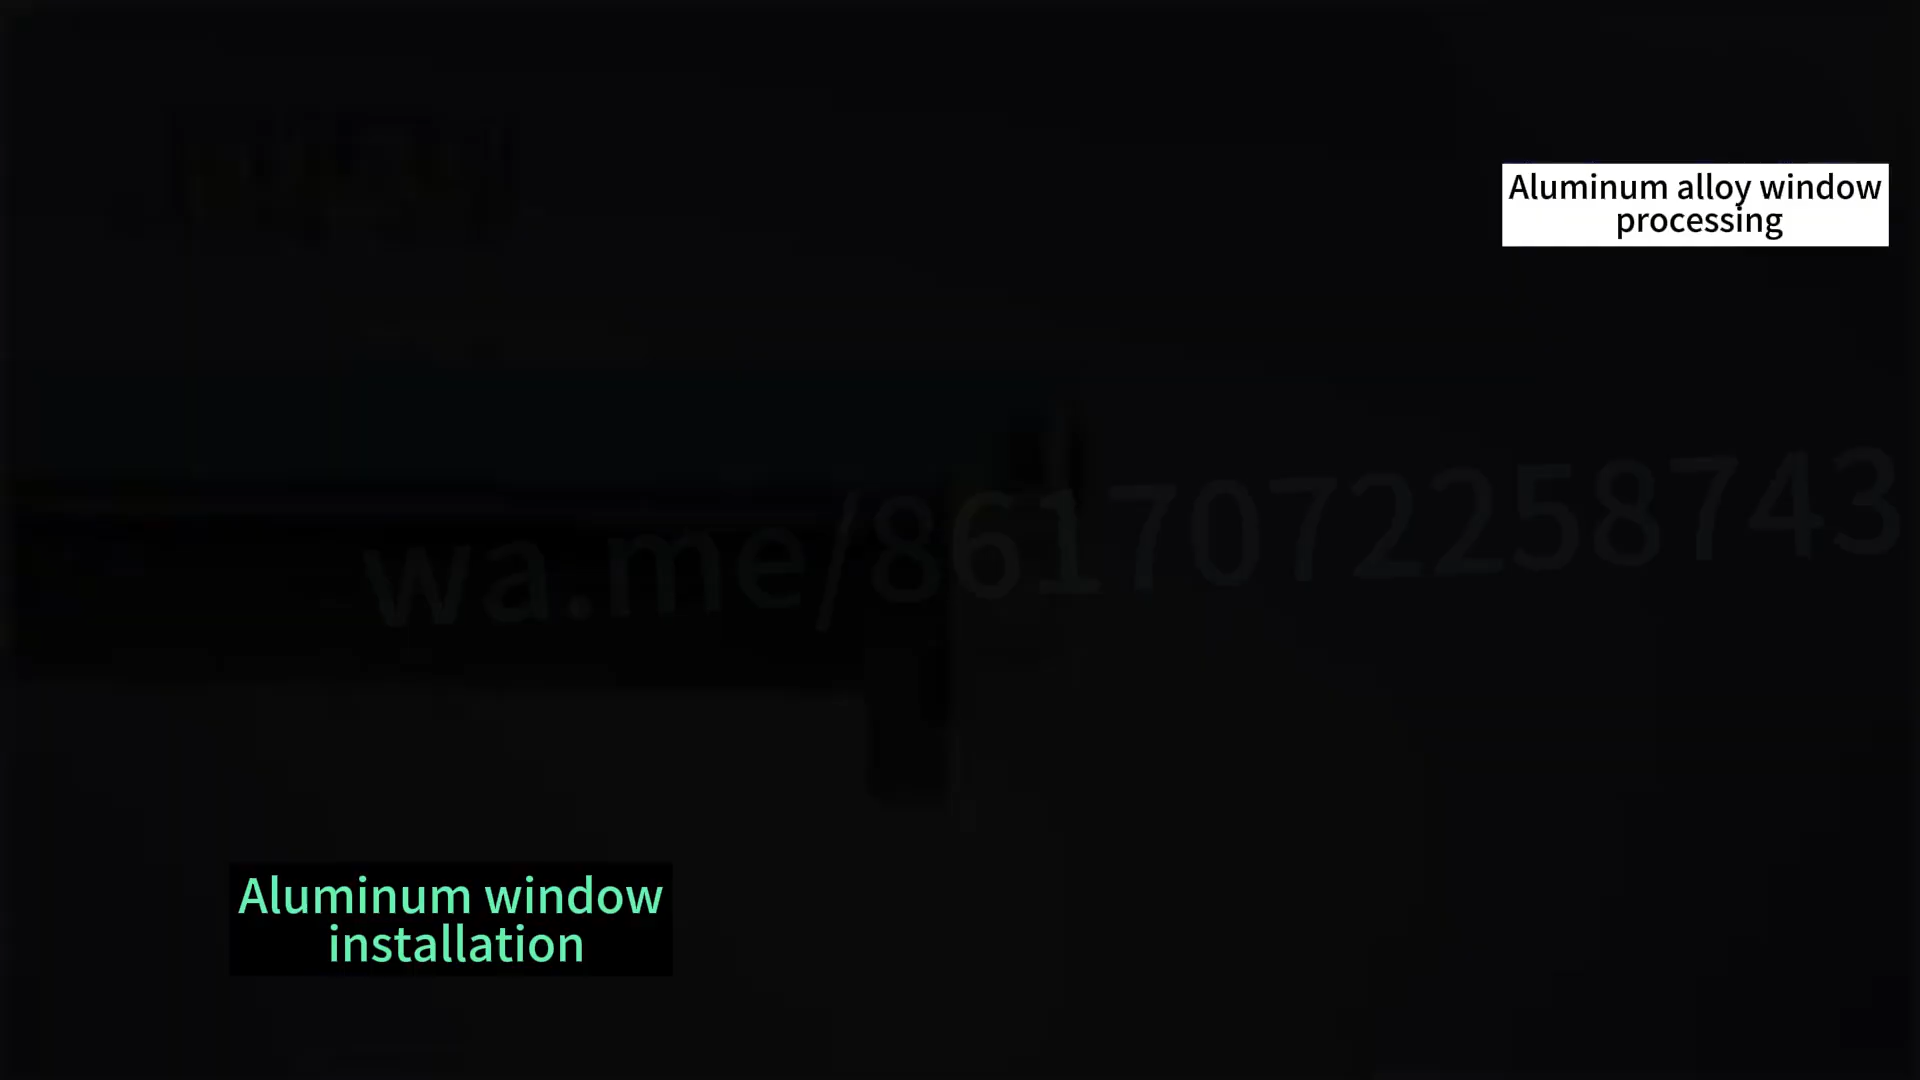 Aluminum alloy window
processing
wa.me/8617072258743
Aluminum window
installation